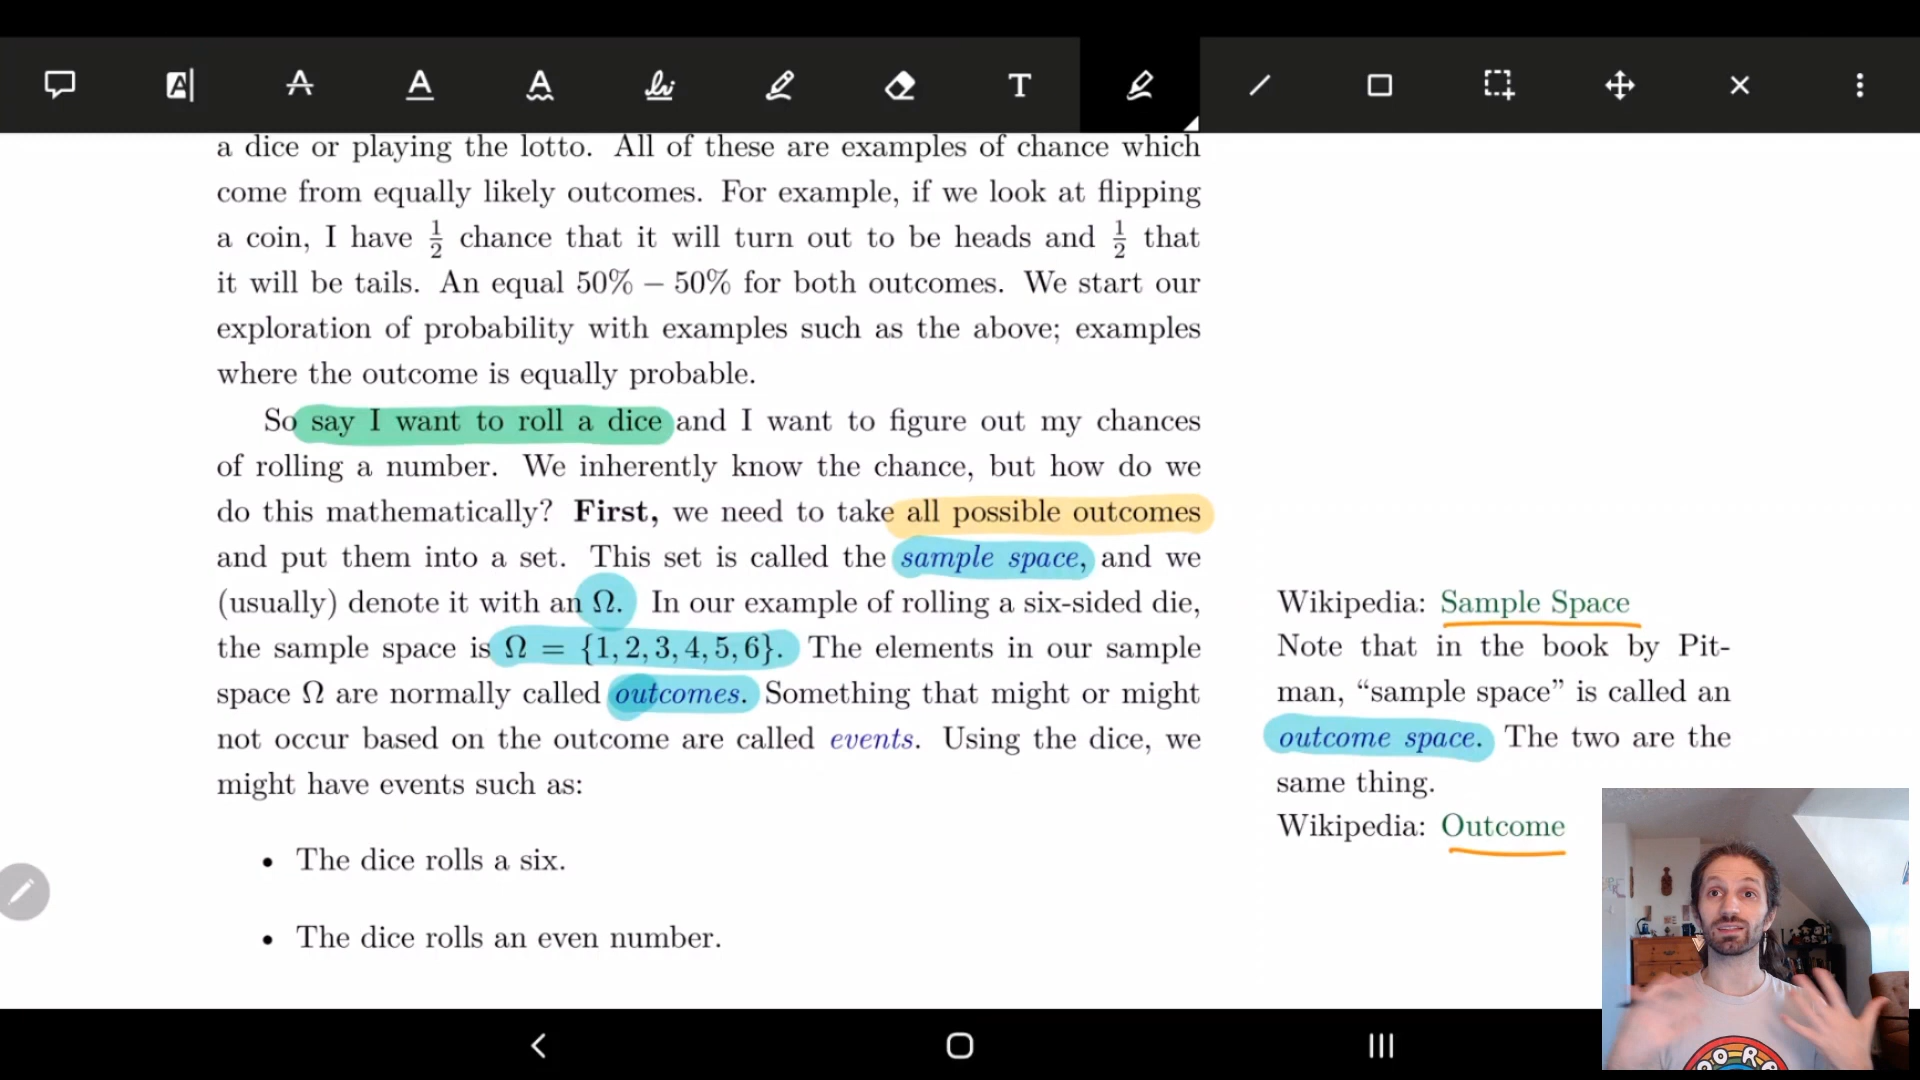 a dice or playing the lotto. All of these are examples of chance which
come from equally likely outcomes. For example, if we look at flipping
a coin, I have 1/2 chance that it will turn out to be heads and 1/2 that
it will be tails. An equal 50% – 50% for both outcomes. We start our
exploration of probability with examples such as the above; examples
where the outcome is equally probable.
So say I want to roll a dice and I want to figure out my chances
of rolling a number. We inherently know the chance, but how do we
do this mathematically? First, we need to take all possible outcomes
and put them into a set. This set is called the sample space, and we
(usually) denote it with an Ω. In our example of rolling a six-sided die,
the sample space is Ω = {1, 2, 3, 4, 5, 6}. The elements in our sample
space Ω are normally called outcomes. Something that might or might
not occur based on the outcome are called events. Using the dice, we
might have events such as:
• The dice rolls a six.
• The dice rolls an even number.
Wikipedia: Sample Space
Note that in the book by Pit-
man, “sample space” is called an
outcome space. The two are the
same thing.
Wikipedia: Outcome